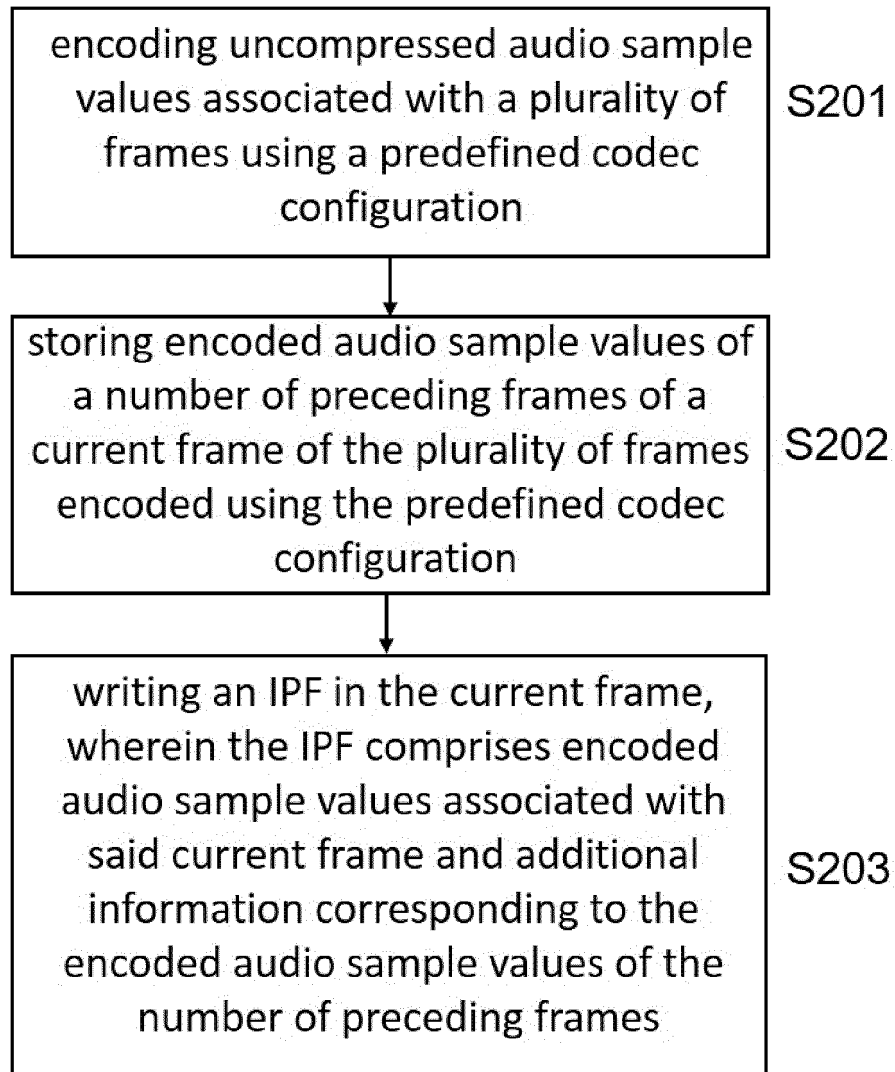 encoding uncompressed audio sample
values associated with a plurality of
frames using a predefined codec
configuration
S201
storing encoded audio sample values of
a number of preceding frames of a
current frame of the plurality of frames
encoded using the predefined codec
configuration
S202
writing an IPF in the current frame,
wherein the IPF comprises encoded
audio sample values associated with
said current frame and additional
information corresponding to the
encoded audio sample values of the
number of preceding frames
S203